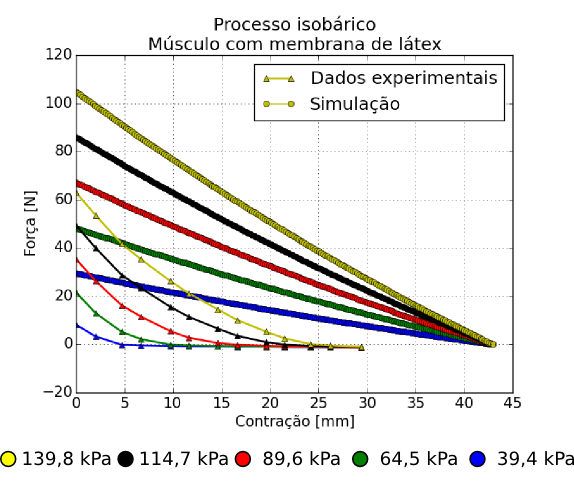 Processo isobárico
Músculo com membrana de látex
Dados experimentais
Simulação
Força [N]
120
100
80
60
40
20
0
−20
0 5 10 15 20 25 30 35 40 45
Contração [mm]
139,8 kPa 114,7 kPa 89,6 kPa 64,5 kPa 39,4 kPa